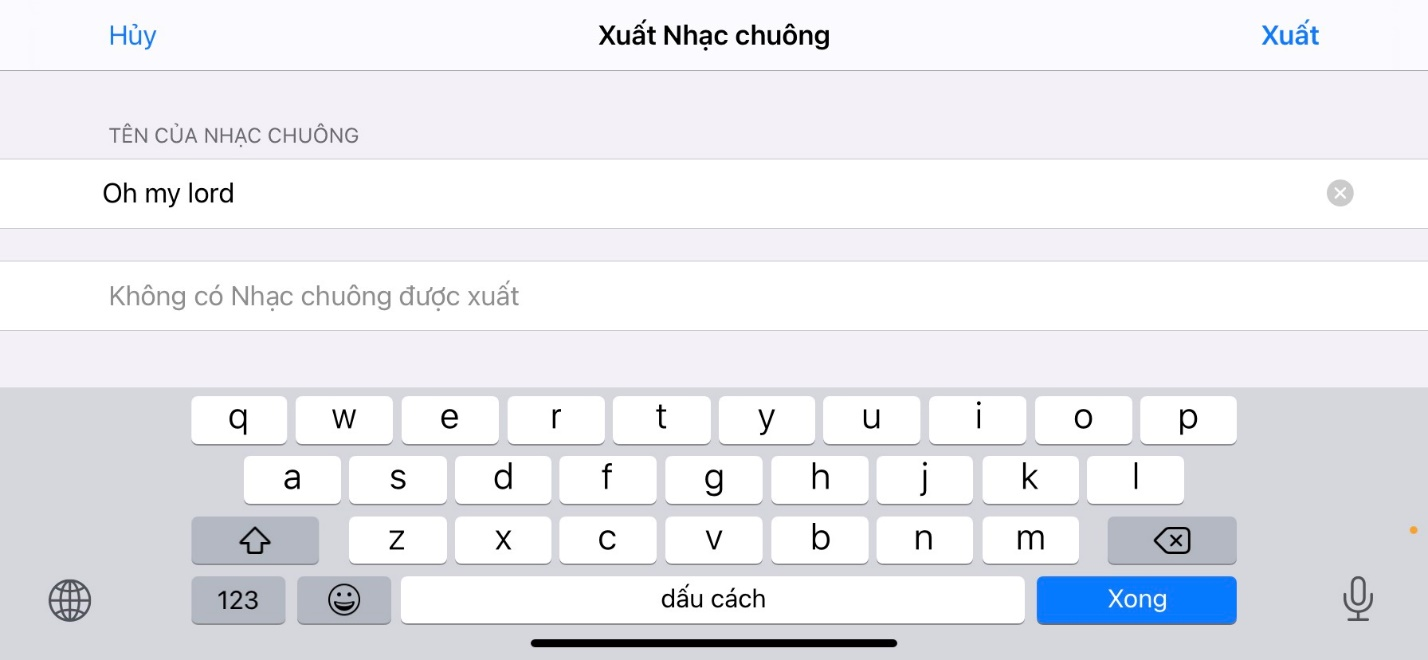 Hủy Xuất Nhạc chuông Xuất
TÊN CỦA NHẠC CHUÔNG
Oh my lord
Không có Nhạc chuông được xuất
q w e r t y u i o p
a s d f g h j k l
z x c v b n m
123 dấu cách Xong